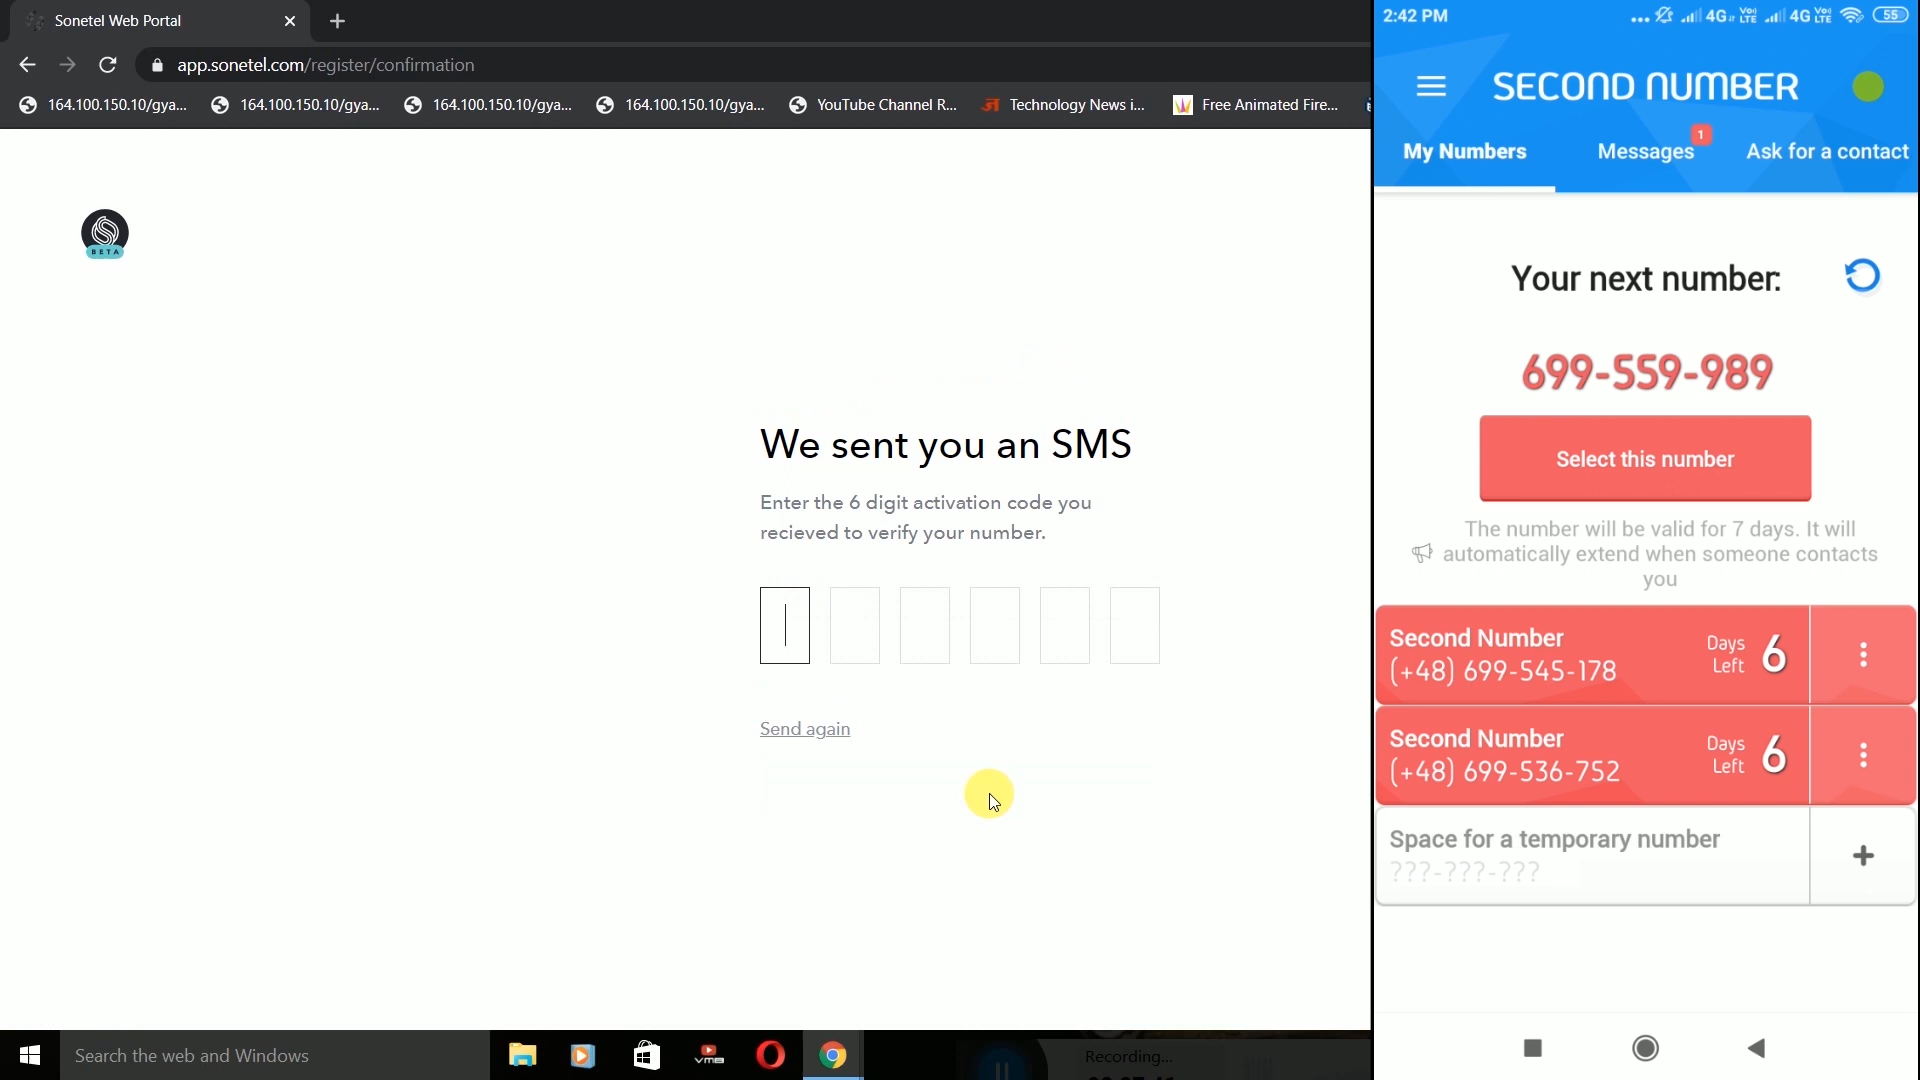 Sonetel Web Portal
app.sonetel.com/register/confirmation
164.100.150.10/gya...
164.100.150.10/gya...
164.100.150.10/gya...
164.100.150.10/gya...
YouTube Channel R...
Technology News i...
Free Animated Fire...
BETA
We sent you an SMS
Enter the 6 digit activation code you
recieved to verify your number.
Send again
Search the web and Windows
Recording...
2:42 PM
4G
Vo) LTE
4G
Vo) LTE
55
SECOND NUMBER
My Numbers
Messages
1
Ask for a contact
Your next number:
699-559-989
Select this number
The number will be valid for 7 days. It will
automatically extend when someone contacts
you
Second Number
(+48) 699-545-178
Days
Left
6
Second Number
(+48) 699-536-752
Days
Left
6
Space for a temporary number
???-???-???